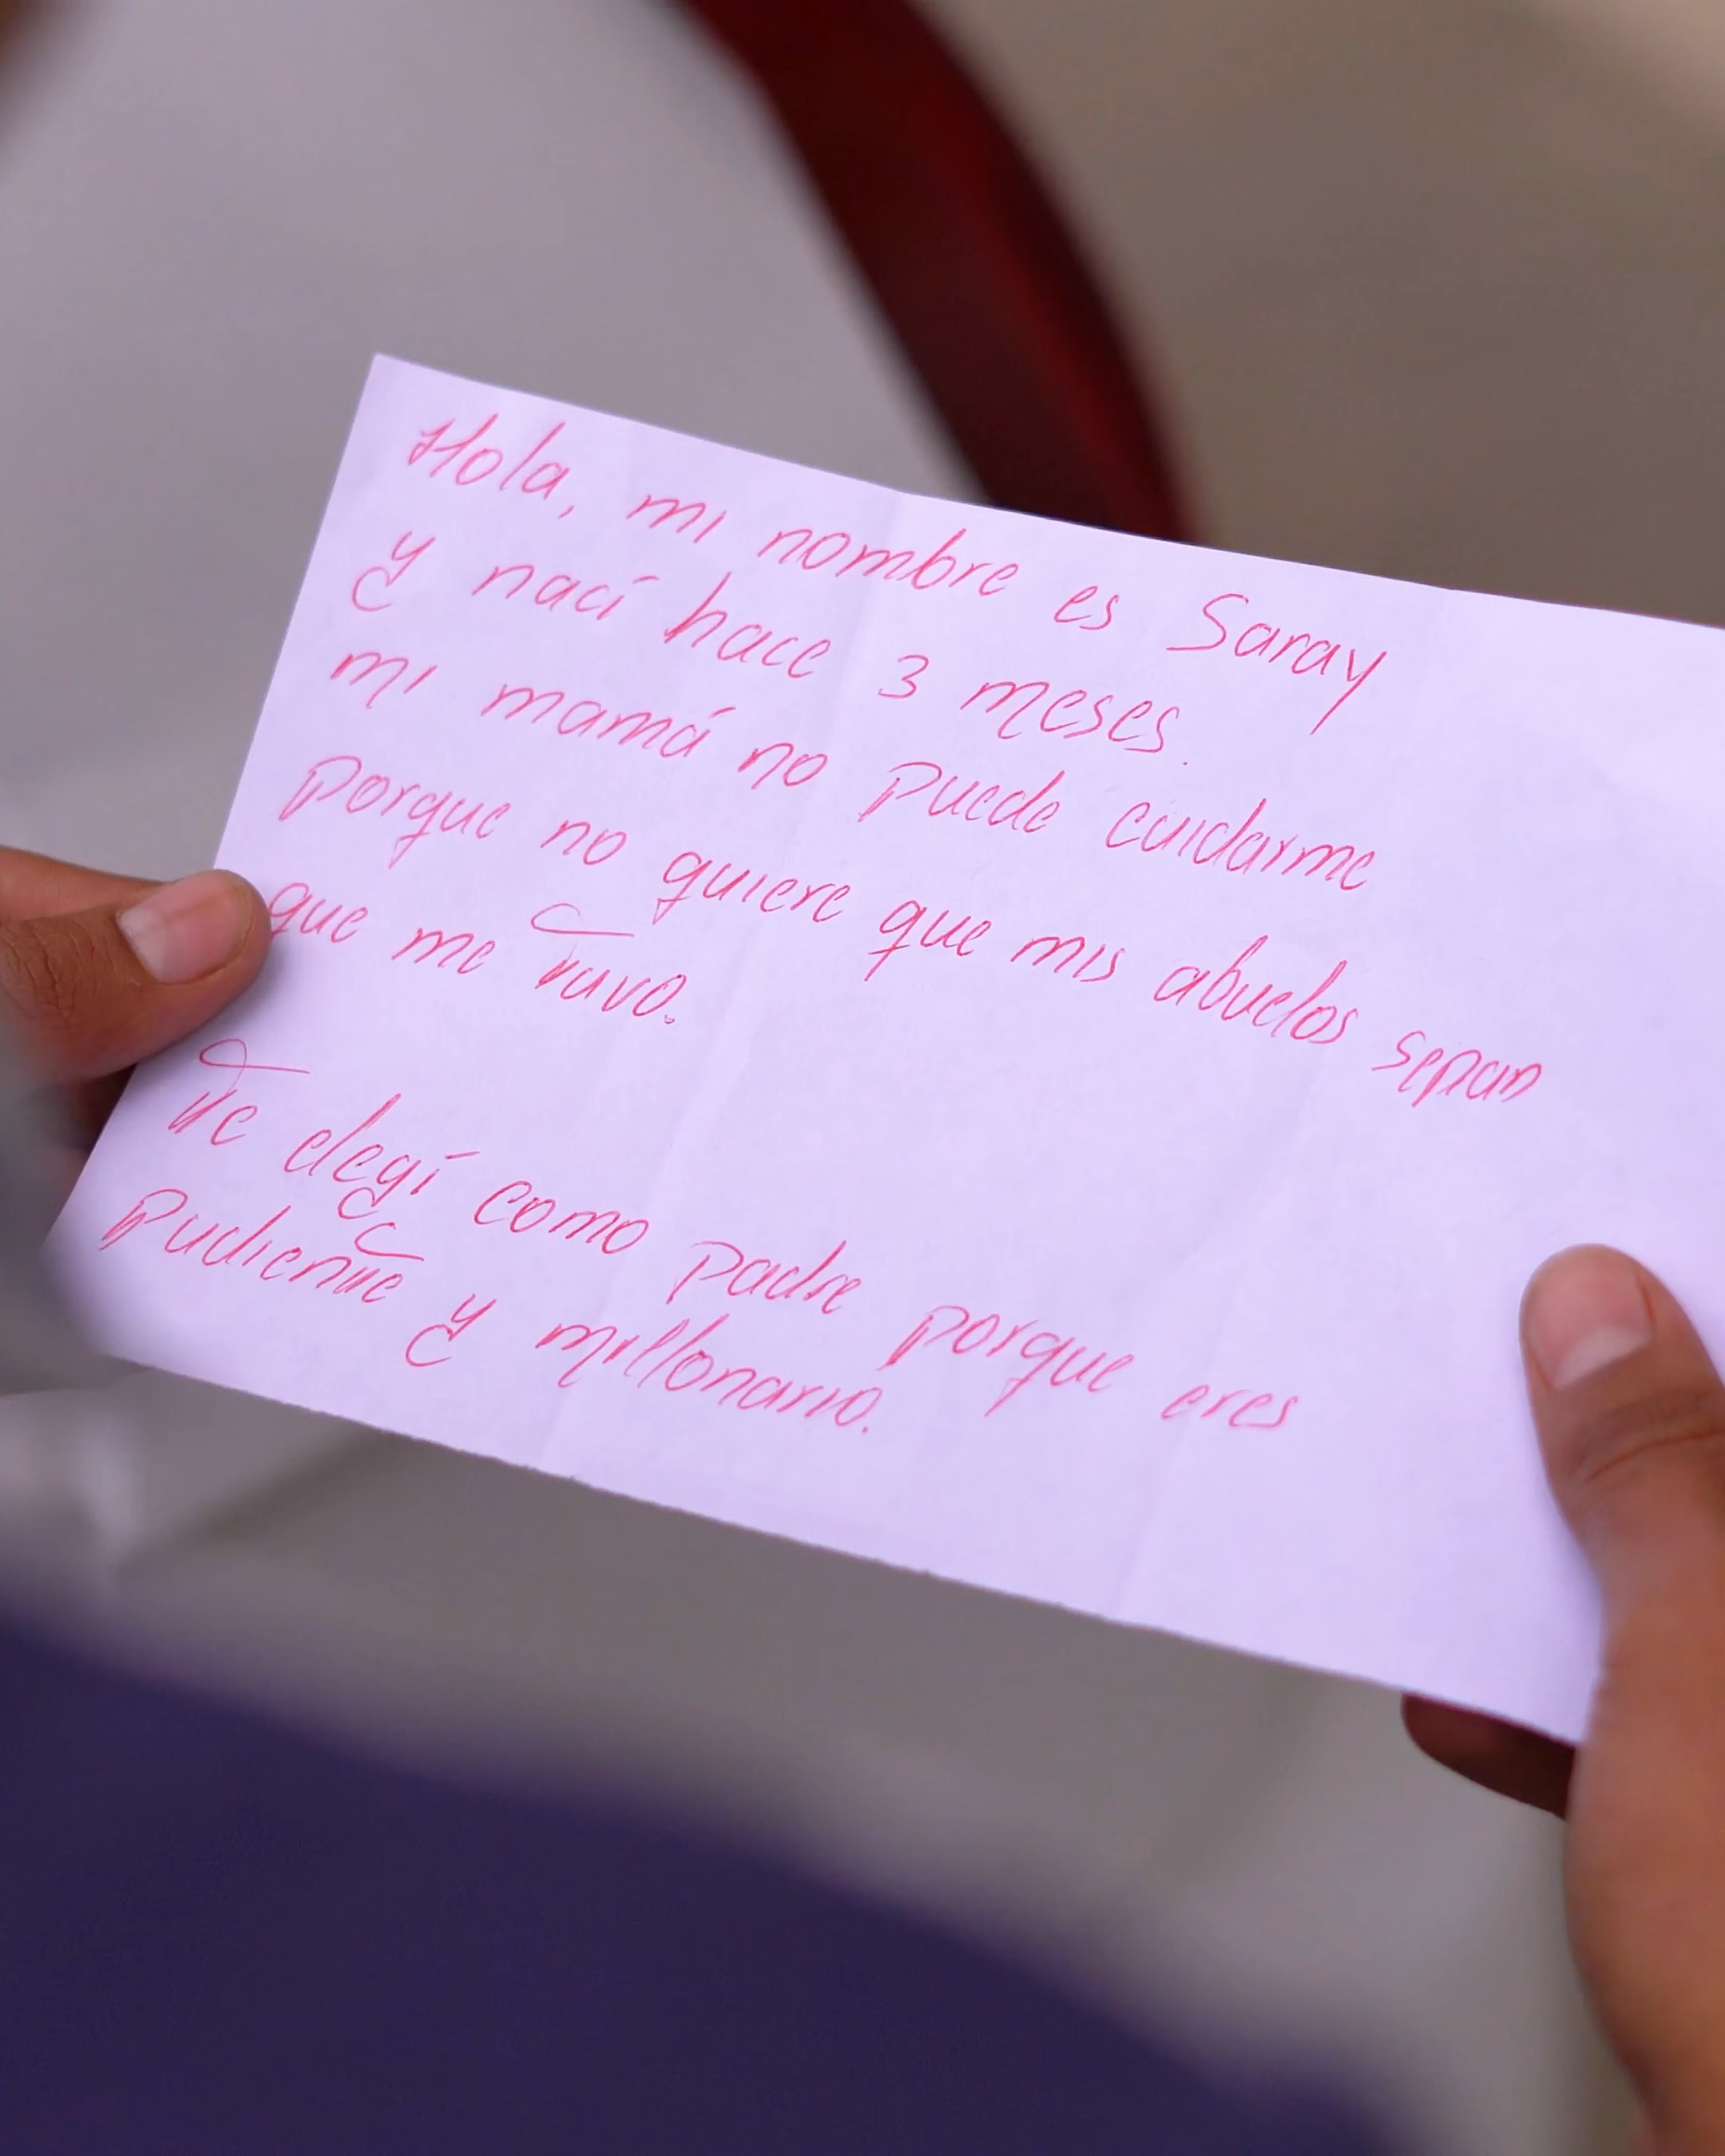 Hola, mi nombre es Saray
y nací hace 3 meses.
mi mamá no puede cuidarme
porque no quiere que mis abuelos sepan
que me tuvo.
Te elegí como padre porque eres
pudiente y millonario.